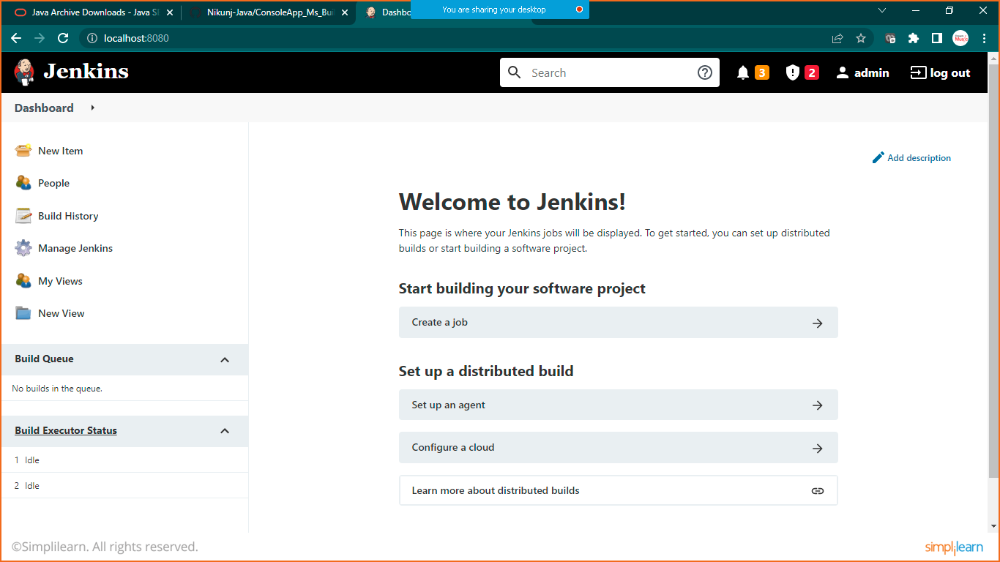 Java Archive Downloads - Java SE
Nikunj-Java/ConsoleApp_Ms_Buil
Dashbo
You are sharing your desktop
localhost:8080
Jenkins
Search
3
2
admin
log out
Dashboard
Add description
New Item
People
Build History
Manage Jenkins
My Views
New View
Build Queue
No builds in the queue.
Build Executor Status
1 Idle
2 Idle
Welcome to Jenkins!
This page is where your Jenkins jobs will be displayed. To get started, you can set up distributed
builds or start building a software project.
Start building your software project
Create a job
Set up a distributed build
Set up an agent
Configure a cloud
Learn more about distributed builds
©Simplilearn. All rights reserved.
simplilearn